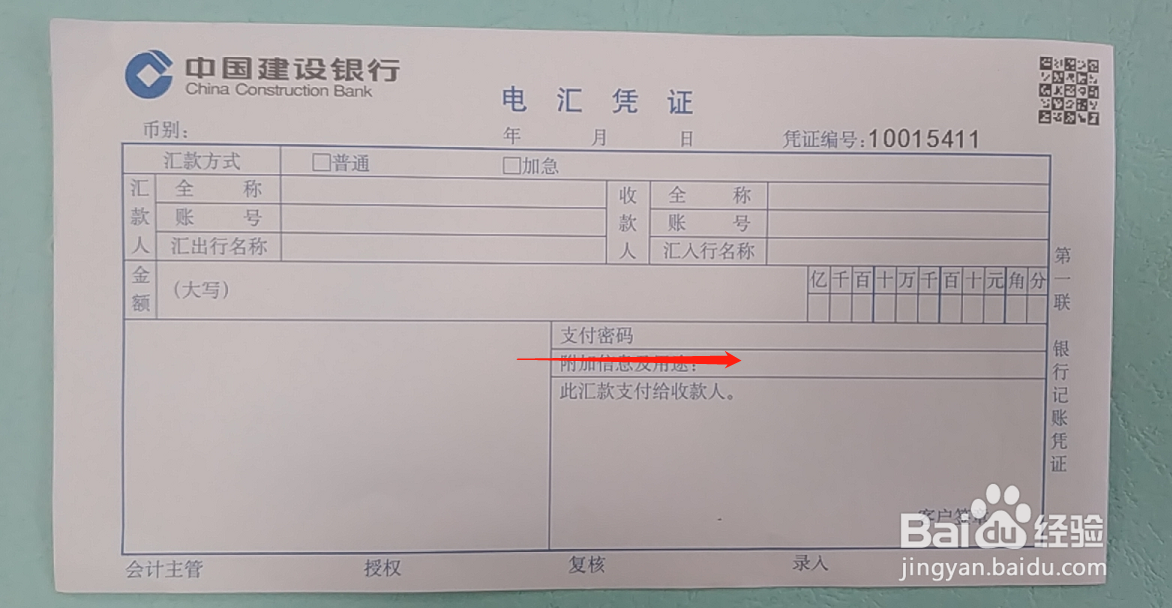 中国建设银行
China Construction Bank
电汇凭证
币别： 年 月 日 凭证编号：10015411
汇款方式 □普通 □加急
汇款人 全称 收款人 全称
账号 账号
汇出行名称 汇入行名称
金额 （大写） 亿千百十万千百十元角分
支付密码
附加信息及用途：
此汇款支付给收款人。
客户签章
会计主管 授权 复核 录入
第一联 银行记账凭证
Baidu经验
jingyan.baidu.com